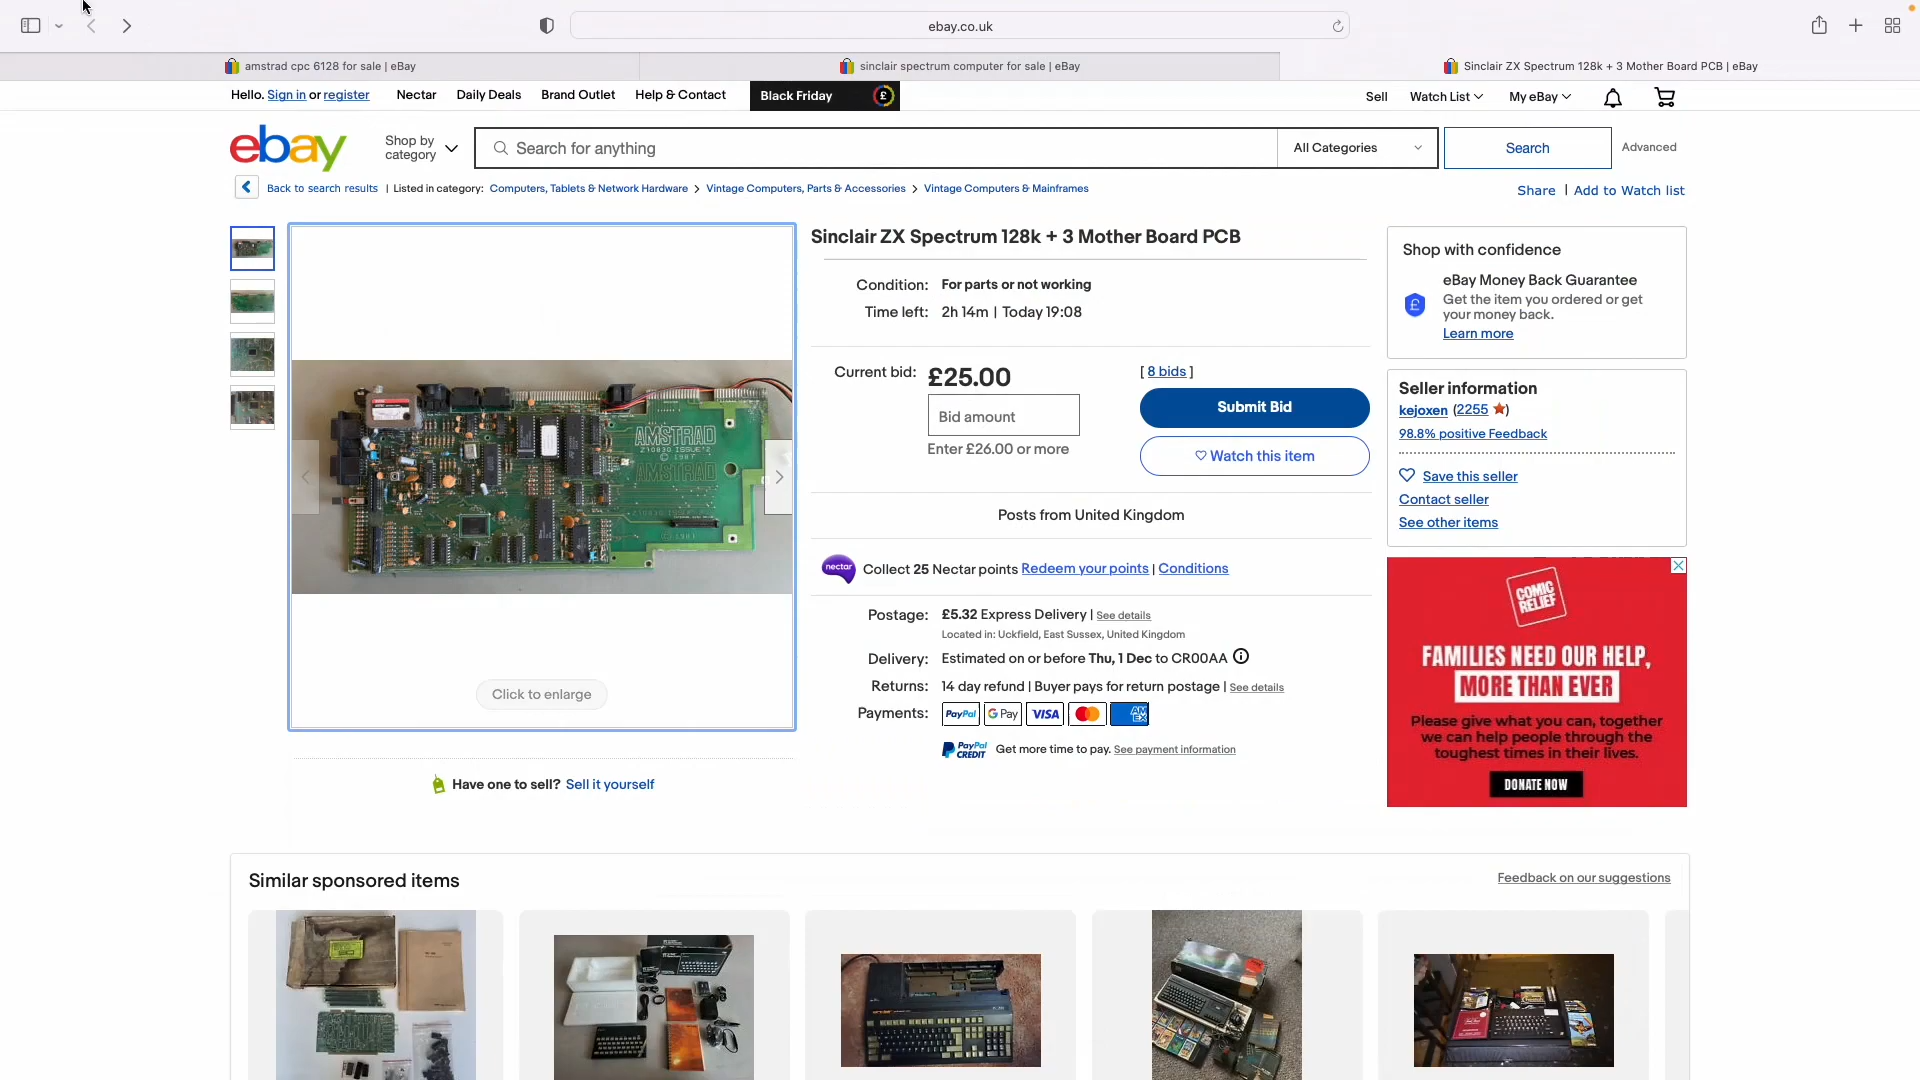 ebay.co.uk
amstrad cpc 6128 for sale | eBay
sinclair spectrum computer for sale | eBay
Sinclair ZX Spectrum 128k + 3 Mother Board PCB | eBay
Hello. Sign in or register
Nectar
Daily Deals
Brand Outlet
Help & Contact
Black Friday
£
Sell
Watch List
My eBay
ebay
Shop by
category
Search for anything
All Categories
Search
Advanced
Back to search results | Listed in category: Computers, Tablets & Network Hardware > Vintage Computers, Parts & Accessories > Vintage Computers & Mainframes
Share | Add to Watch list
Sinclair ZX Spectrum 128k + 3 Mother Board PCB
Condition: For parts or not working
Time left: 2h 14m | Today 19:08
Current bid: £25.00
[ 8 bids ]
Bid amount
Submit Bid
Enter £26.00 or more
Watch this item
Posts from United Kingdom
nectar
Collect 25 Nectar points Redeem your points | Conditions
Postage: £5.32 Express Delivery | See details
Located in: Uckfield, East Sussex, United Kingdom
Delivery: Estimated on or before Thu, 1 Dec to CR00AA
Returns: 14 day refund | Buyer pays for return postage | See details
Payments: PayPal G Pay VISA AMEX
PayPal CREDIT Get more time to pay. See payment information
AMSTRAD
Z70830 ISSUE 2
© 1987
AMSTRAD
Click to enlarge
Have one to sell? Sell it yourself
Shop with confidence
eBay Money Back Guarantee
Get the item you ordered or get
your money back.
Learn more
Seller information
kejoxen (2255)
98.8% positive Feedback
Save this seller
Contact seller
See other items
COMIC
RELIEF
FAMILIES NEED OUR HELP,
MORE THAN EVER
Please give what you can, together
we can help people through the
toughest times in their lives.
DONATE NOW
Similar sponsored items
Feedback on our suggestions